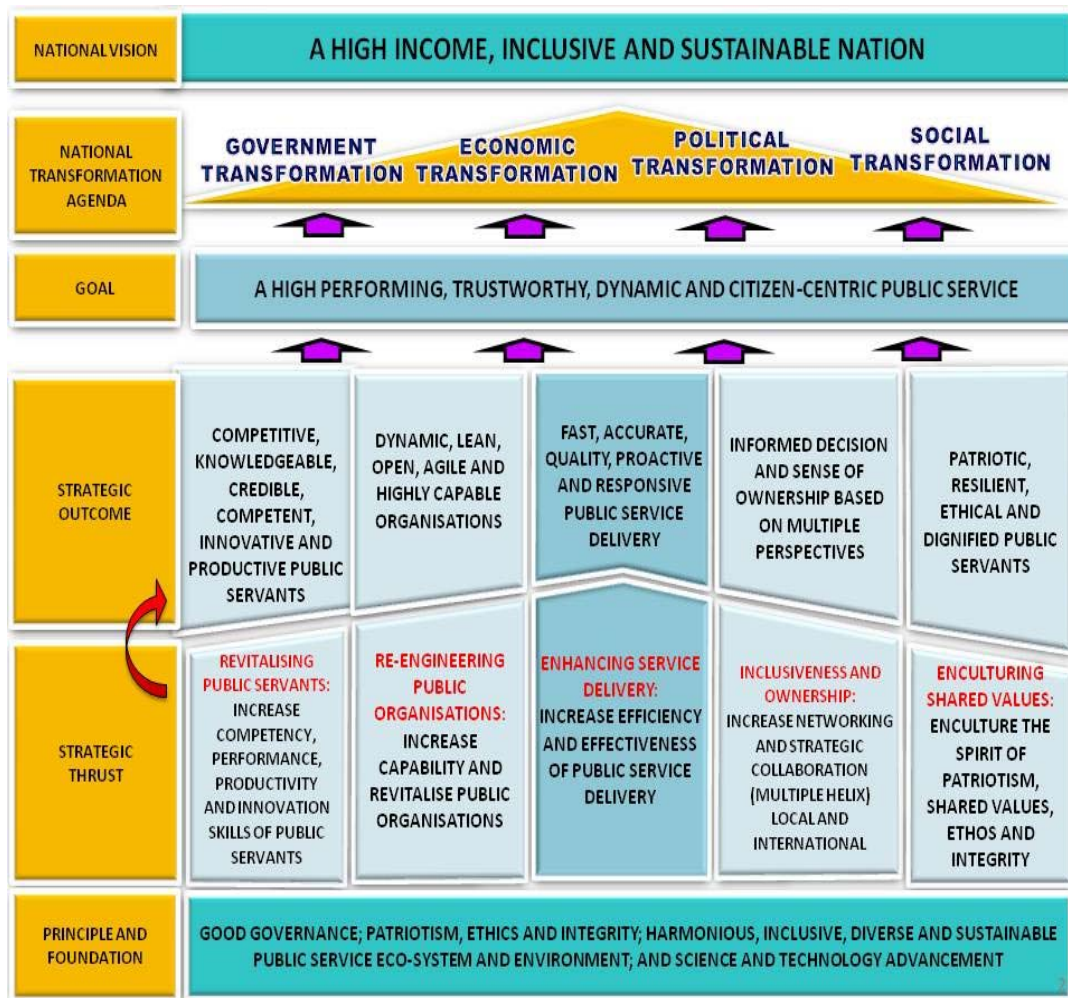 NATIONAL VISION
A HIGH INCOME, INCLUSIVE AND SUSTAINABLE NATION
NATIONAL
TRANSFORMATION
AGENDA
GOVERNMENT
TRANSFORMATION
ECONOMIC
TRANSFORMATION
POLITICAL
TRANSFORMATION
SOCIAL
TRANSFORMATION
GOAL
A HIGH PERFORMING, TRUSTWORTHY, DYNAMIC AND CITIZEN-CENTRIC PUBLIC SERVICE
STRATEGIC
OUTCOME
COMPETITIVE,
KNOWLEDGEABLE,
CREDIBLE,
COMPETENT,
INNOVATIVE AND
PRODUCTIVE PUBLIC
SERVANTS
DYNAMIC, LEAN,
OPEN, AGILE AND
HIGHLY CAPABLE
ORGANISATIONS
FAST, ACCURATE,
QUALITY, PROACTIVE
AND RESPONSIVE
PUBLIC SERVICE
DELIVERY
INFORMED DECISION
AND SENSE OF
OWNERSHIP BASED
ON MULTIPLE
PERSPECTIVES
PATRIOTIC,
RESILIENT,
ETHICAL AND
DIGNIFIED PUBLIC
SERVANTS
STRATEGIC
THRUST
REVITALISING
PUBLIC SERVANTS:
INCREASE
COMPETENCY,
PERFORMANCE,
PRODUCTIVITY
AND INNOVATION
SKILLS OF PUBLIC
SERVANTS
RE-ENGINEERING
PUBLIC
ORGANISATIONS:
INCREASE
CAPABILITY AND
REVITALISE PUBLIC
ORGANISATIONS
ENHANCING SERVICE
DELIVERY:
INCREASE EFFICIENCY
AND EFFECTIVENESS
OF PUBLIC SERVICE
DELIVERY
INCLUSIVENESS AND
OWNERSHIP:
INCREASE NETWORKING
AND STRATEGIC
COLLABORATION
(MULTIPLE HELIX)
LOCAL AND
INTERNATIONAL
ENCULTURING
SHARED VALUES:
ENCULTURE THE
SPIRIT OF
PATRIOTISM,
SHARED VALUES,
ETHOS AND
INTEGRITY
PRINCIPLE AND
FOUNDATION
GOOD GOVERNANCE; PATRIOTISM, ETHICS AND INTEGRITY; HARMONIOUS, INCLUSIVE, DIVERSE AND SUSTAINABLE
PUBLIC SERVICE ECO-SYSTEM AND ENVIRONMENT; AND SCIENCE AND TECHNOLOGY ADVANCEMENT